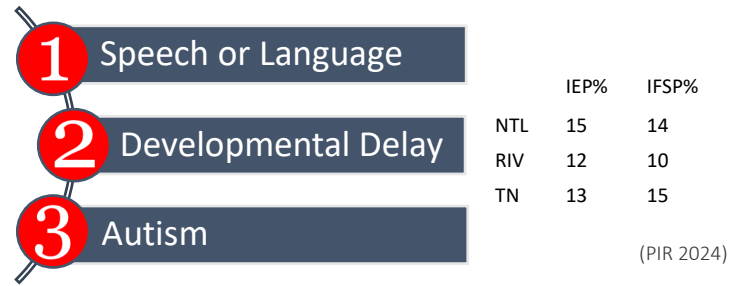 1 Speech or Language
2 Developmental Delay
3 Autism
IEP% IFSP%
NTL 15 14
RIV 12 10
TN 13 15
(PIR 2024)